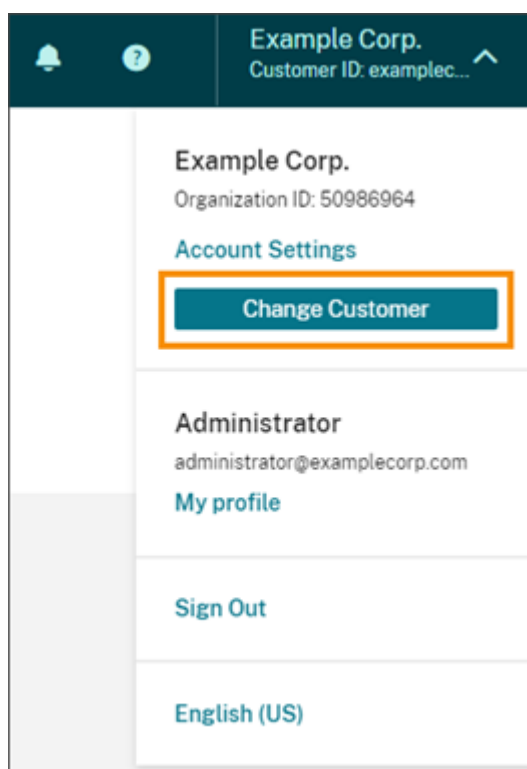 ?
Example Corp.
Customer ID: examplec...
Example Corp.
Organization ID: 50986964
Account Settings
Change Customer
Administrator
administrator@examplecorp.com
My profile
Sign Out
English (US)